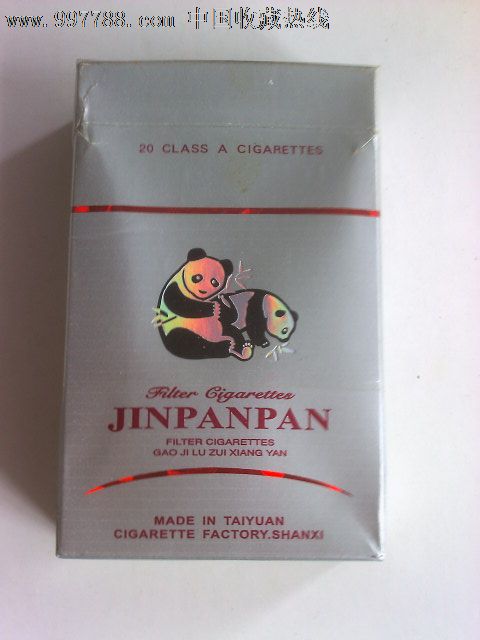 www.997788.com 中国收藏热线
20 CLASS A CIGARETTES
Filter Cigarettes
JINPANPAN
FILTER CIGARETTES
GAO JI LU ZUI XIANG YAN
MADE IN TAIYUAN
CIGARETTE FACTORY.SHANXI